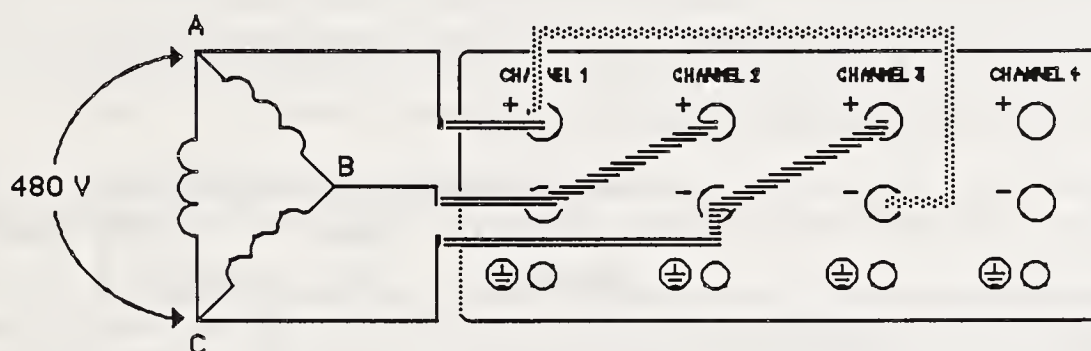 A
CHANNEL 1 CHANNEL 2 CHANNEL 3 CHANNEL 4
+ + + +
B
480 V
- - -
C